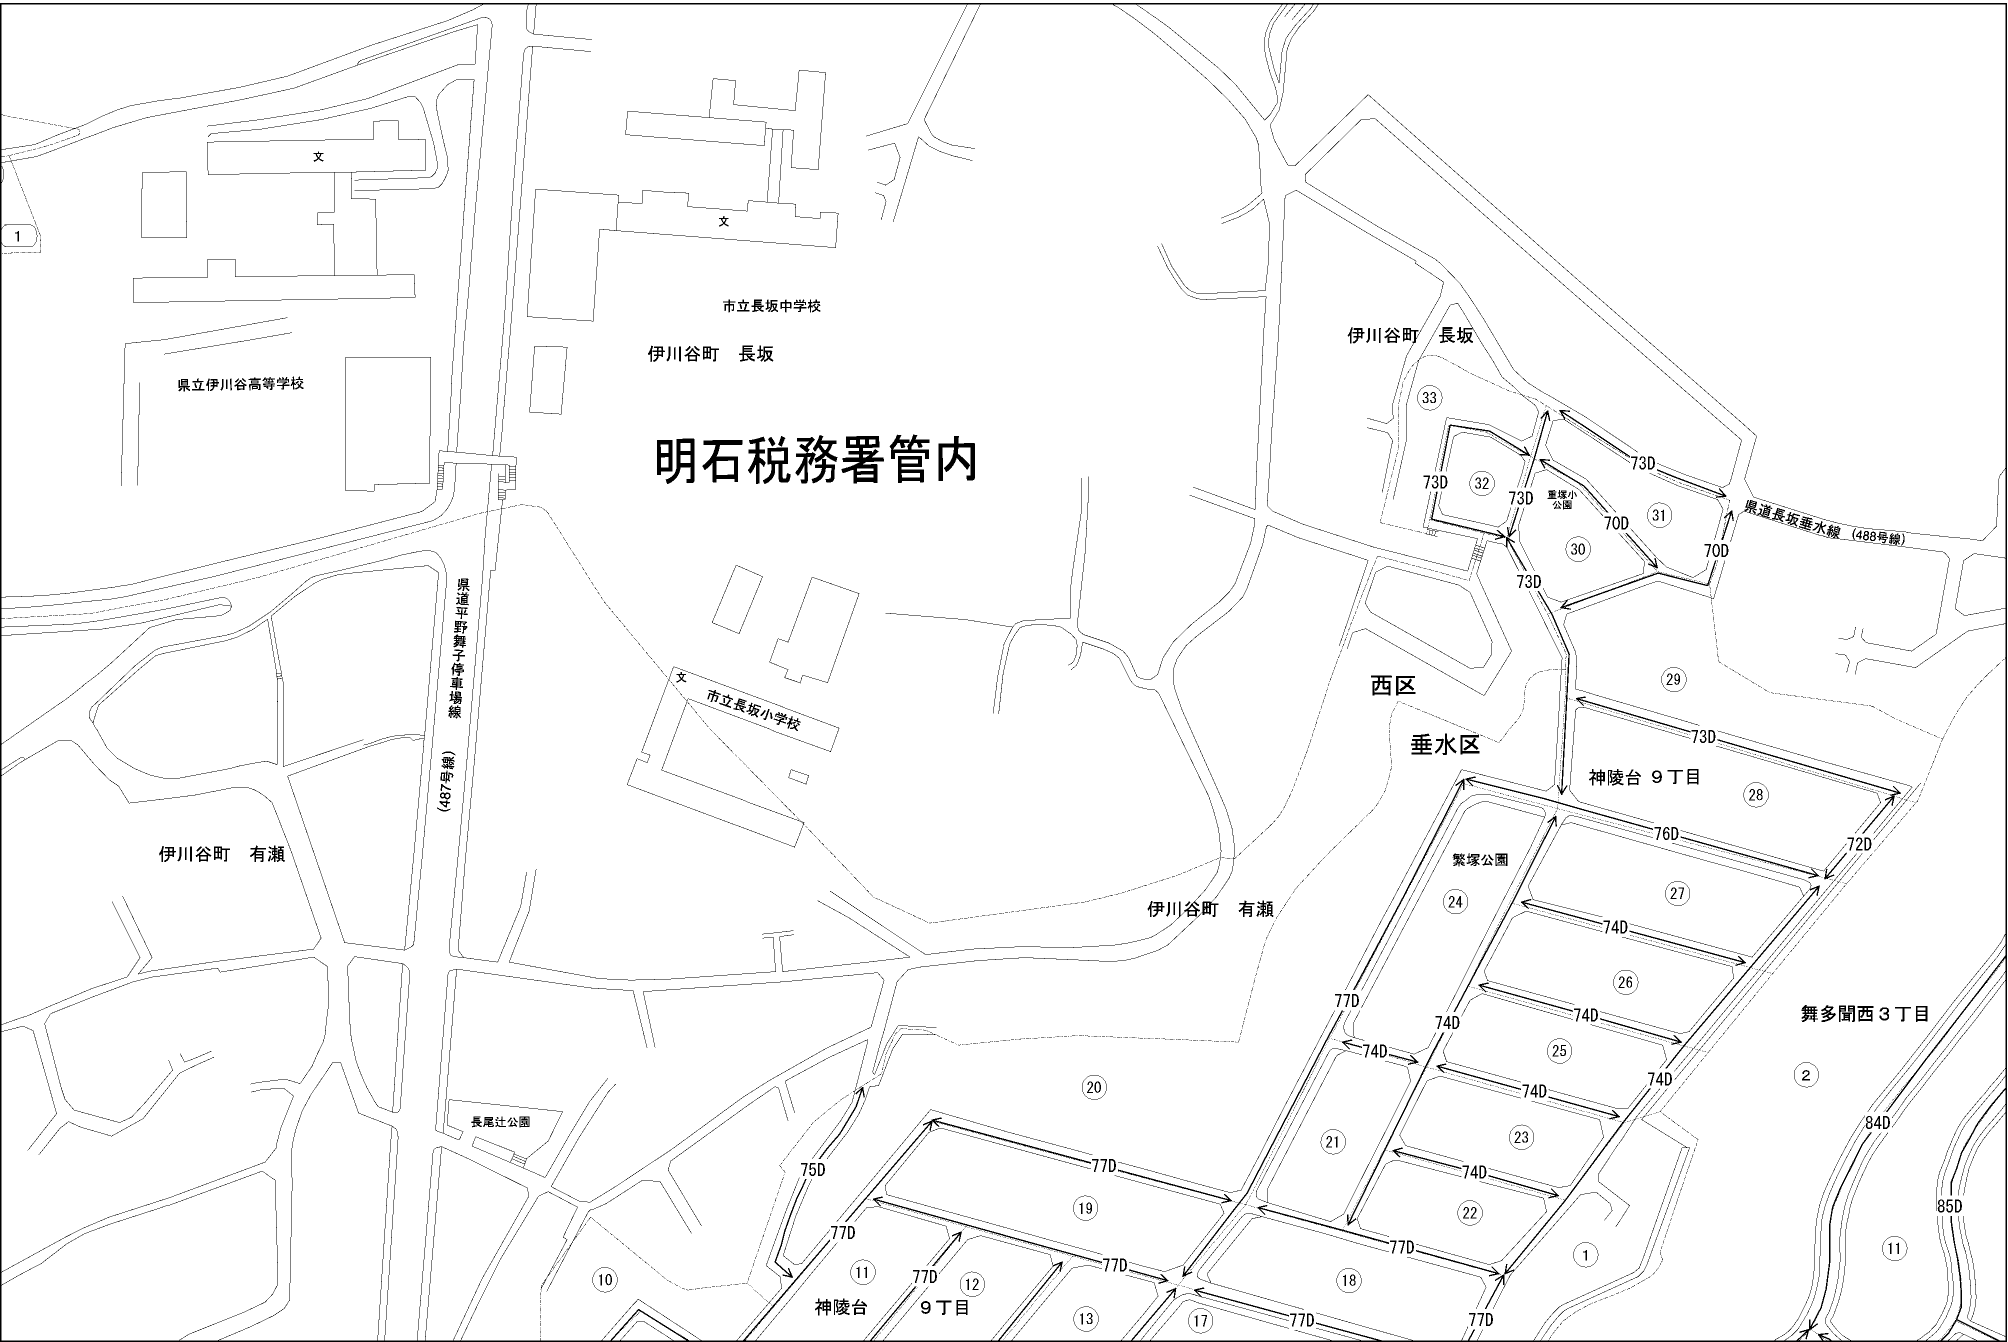 文
文
1
市立長坂中学校
伊川谷町　長坂
県立伊川谷高等学校
伊川谷町　長坂
33
明石税務署管内
73D
73D
32
73D
重塚小
公園
31
県道長坂垂水線 (488号線)
70D
30
70D
73D
県道平野舞子停車場線
(487号線)
文
市立長坂小学校
西区
29
垂水区
73D
神陵台 ９丁目
28
76D
72D
伊川谷町　有瀬
繁塚公園
27
24
伊川谷町　有瀬
74D
26
77D
74D
舞多聞西３丁目
74D
25
74D
2
74D
20
74D
長尾辻公園
84D
21
23
77D
75D
74D
19
22
85D
77D
77D
1
11
77D
11
10
77D
12
18
神陵台
９丁目
13
17
77D
77D